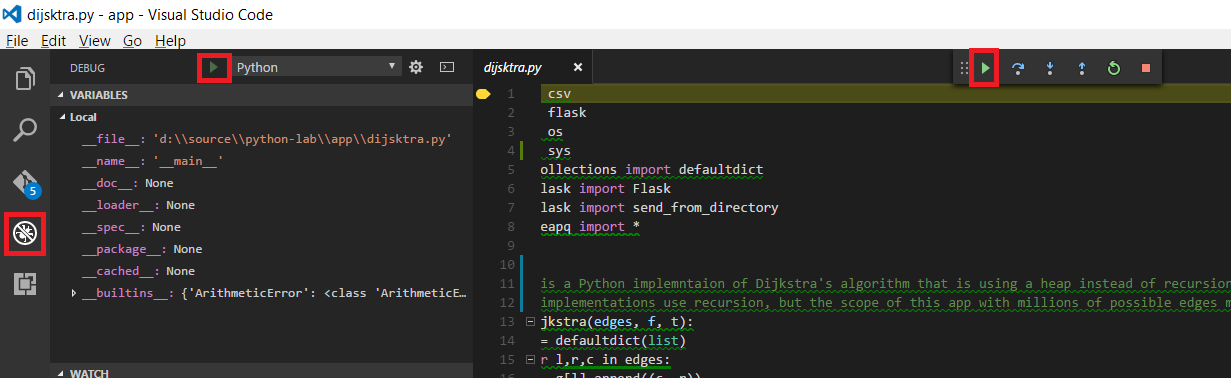 dijsktra.py - app - Visual Studio Code
File Edit View Go Help
DEBUG
Python
VARIABLES
Local
__file__: 'd:\\source\\python-lab\\app\\dijsktra.py'
__name__: '__main__'
__doc__: None
__loader__: None
__spec__: None
__package__: None
__cached__: None
__builtins__: {'ArithmeticError': <class 'ArithmeticE…
WATCH
5
dijsktra.py
1 csv
2 flask
3 os
4 sys
5 ollections import defaultdict
6 lask import Flask
7 lask import send_from_directory
8 eapq import *
9
10
11 is a Python implemntaion of Dijkstra's algorithm that is using a heap instead of recursion
12 implementations use recursion, but the scope of this app with millions of possible edges m
13 jkstra(edges, f, t):
14 = defaultdict(list)
15 r l,r,c in edges:
16